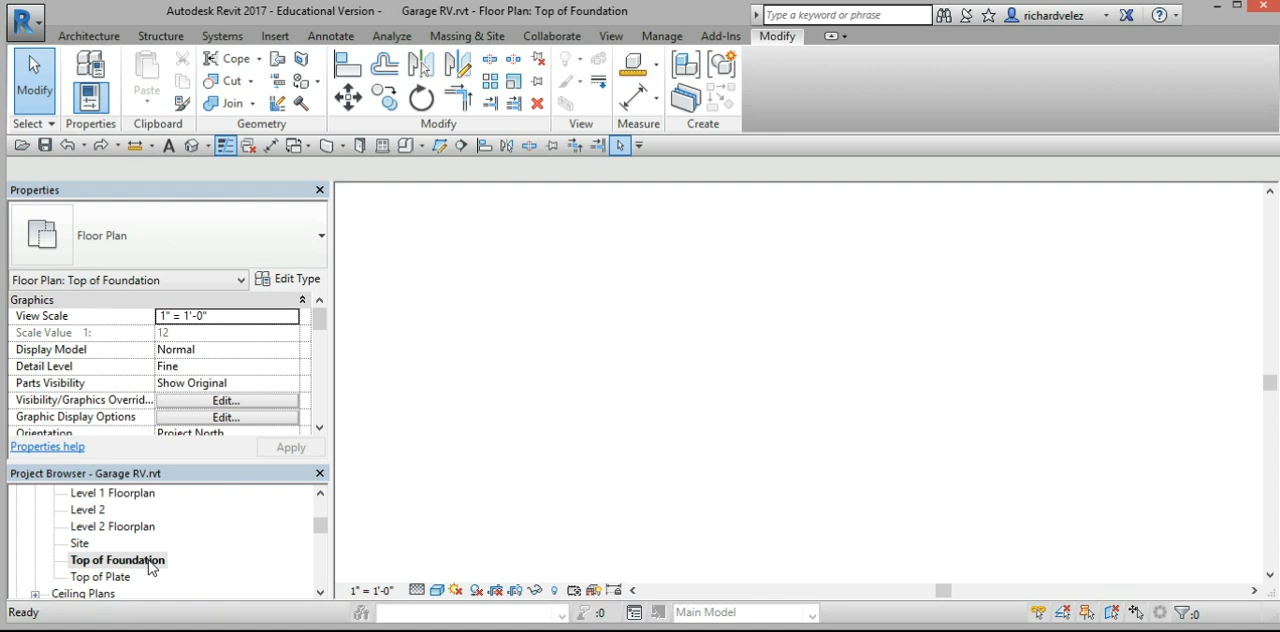 Autodesk Revit 2017 - Educational Version - Garage RV.rvt - Floor Plan: Top of Foundation
Type a keyword or phrase
richardvelez
Architecture Structure Systems Insert Annotate Analyze Massing & Site Collaborate View Manage Add-Ins Modify
Modify
Paste
Cope
Cut
Join
Select Properties Clipboard Geometry Modify View Measure Create
Properties
Floor Plan
Floor Plan: Top of Foundation
Edit Type
Graphics
View Scale 1" = 1'-0"
Scale Value 1: 12
Display Model Normal
Detail Level Fine
Parts Visibility Show Original
Visibility/Graphics Overrid... Edit...
Graphic Display Options Edit...
Orientation Project North
Properties help
Apply
Project Browser - Garage RV.rvt
Level 1 Floorplan
Level 2
Level 2 Floorplan
Site
Top of Foundation
Top of Plate
Ceiling Plans
1" = 1'-0"
Ready
:0
Main Model
:0